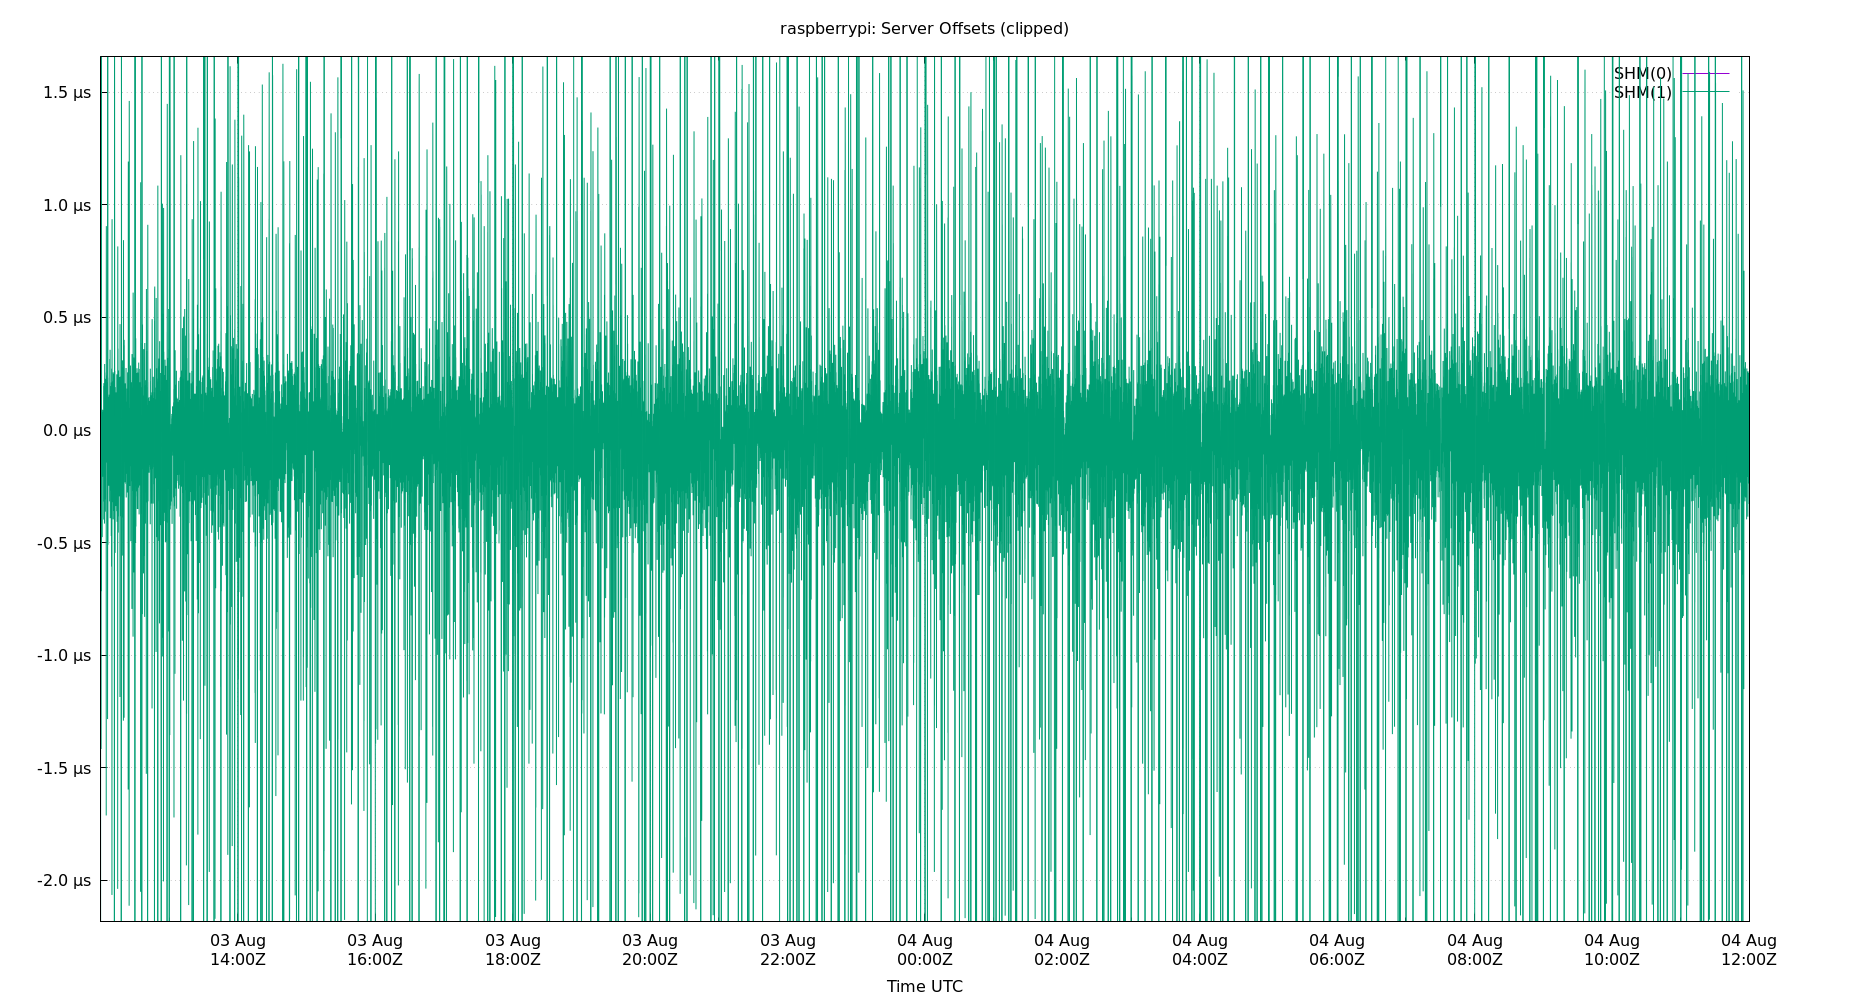 raspberrypi: Server Offsets (clipped)
SHM(0)
SHM(1)
1.5 µs
1.0 µs
0.5 µs
0.0 µs
-0.5 µs
-1.0 µs
-1.5 µs
-2.0 µs
03 Aug 03 Aug 03 Aug 03 Aug 03 Aug 04 Aug 04 Aug 04 Aug 04 Aug 04 Aug 04 Aug 04 Aug
14:00Z 16:00Z 18:00Z 20:00Z 22:00Z 00:00Z 02:00Z 04:00Z 06:00Z 08:00Z 10:00Z 12:00Z
Time UTC